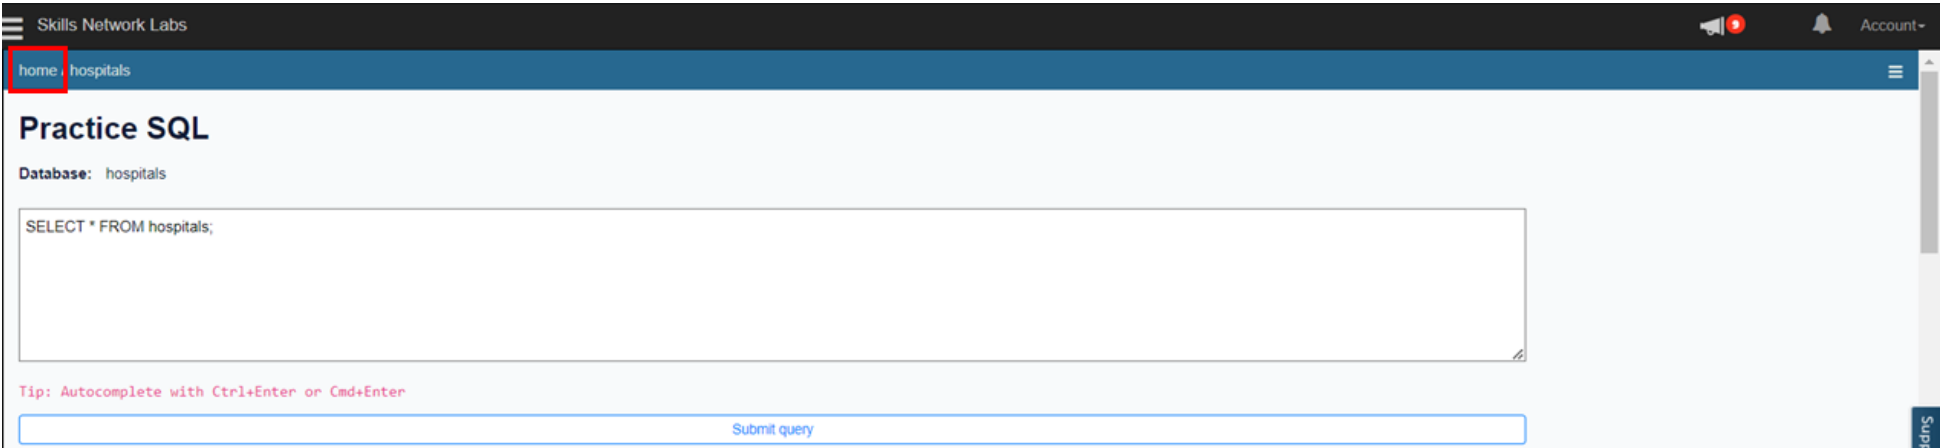 Skills Network Labs
9
Account
home / hospitals
Practice SQL
Database: hospitals
SELECT * FROM hospitals;
Tip: Autocomplete with Ctrl+Enter or Cmd+Enter
Submit query